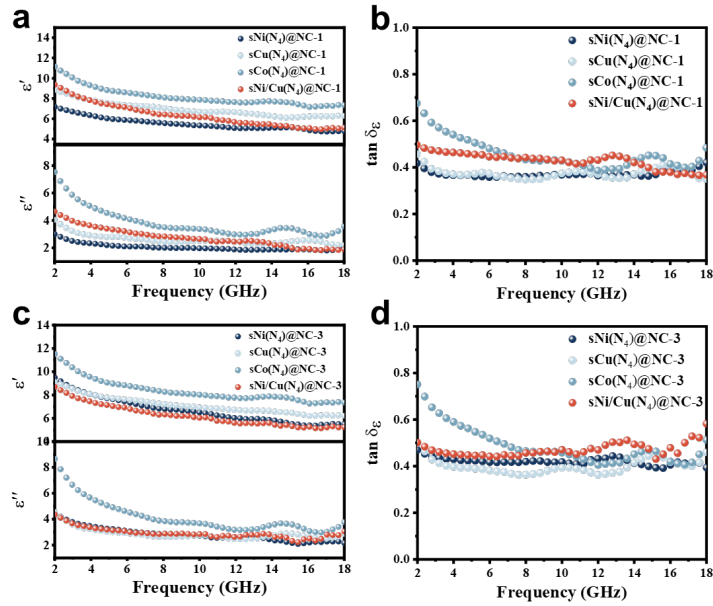 a
14
12
10
8
6
4
ε′
sNi(N₄)@NC-1
sCu(N₄)@NC-1
sCo(N₄)@NC-1
sNi/Cu(N₄)@NC-1
8
6
4
2
ε″
2 4 6 8 10 12 14 16 18
Frequency (GHz)
b
1.0
0.8
0.6
0.4
0.2
0.0
tan δε
sNi(N₄)@NC-1
sCu(N₄)@NC-1
sCo(N₄)@NC-1
sNi/Cu(N₄)@NC-1
2 4 6 8 10 12 14 16 18
Frequency (GHz)
c
14
12
10
8
6
ε′
sNi(N₄)@NC-3
sCu(N₄)@NC-3
sCo(N₄)@NC-3
sNi/Cu(N₄)@NC-3
8
6
4
2
ε″
2 4 6 8 10 12 14 16 18
Frequency (GHz)
d
1.0
0.8
0.6
0.4
0.2
0.0
tan δε
sNi(N₄)@NC-3
sCu(N₄)@NC-3
sCo(N₄)@NC-3
sNi/Cu(N₄)@NC-3
2 4 6 8 10 12 14 16 18
Frequency (GHz)